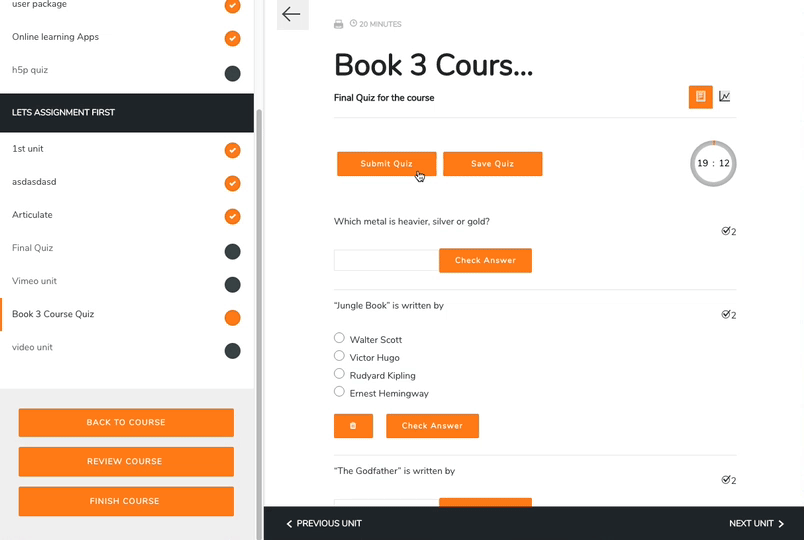 user package
Online learning Apps
h5p quiz
LETS ASSIGNMENT FIRST
1st unit
asdasdasd
Articulate
Final Quiz
Vimeo unit
Book 3 Course Quiz
video unit
BACK TO COURSE
REVIEW COURSE
FINISH COURSE
20 MINUTES
Book 3 Cours...
Final Quiz for the course
Submit Quiz
Save Quiz
19 : 12
Which metal is heavier, silver or gold?
2
Check Answer
“Jungle Book” is written by
2
Walter Scott
Victor Hugo
Rudyard Kipling
Ernest Hemingway
Check Answer
“The Godfather” is written by
2
PREVIOUS UNIT
NEXT UNIT